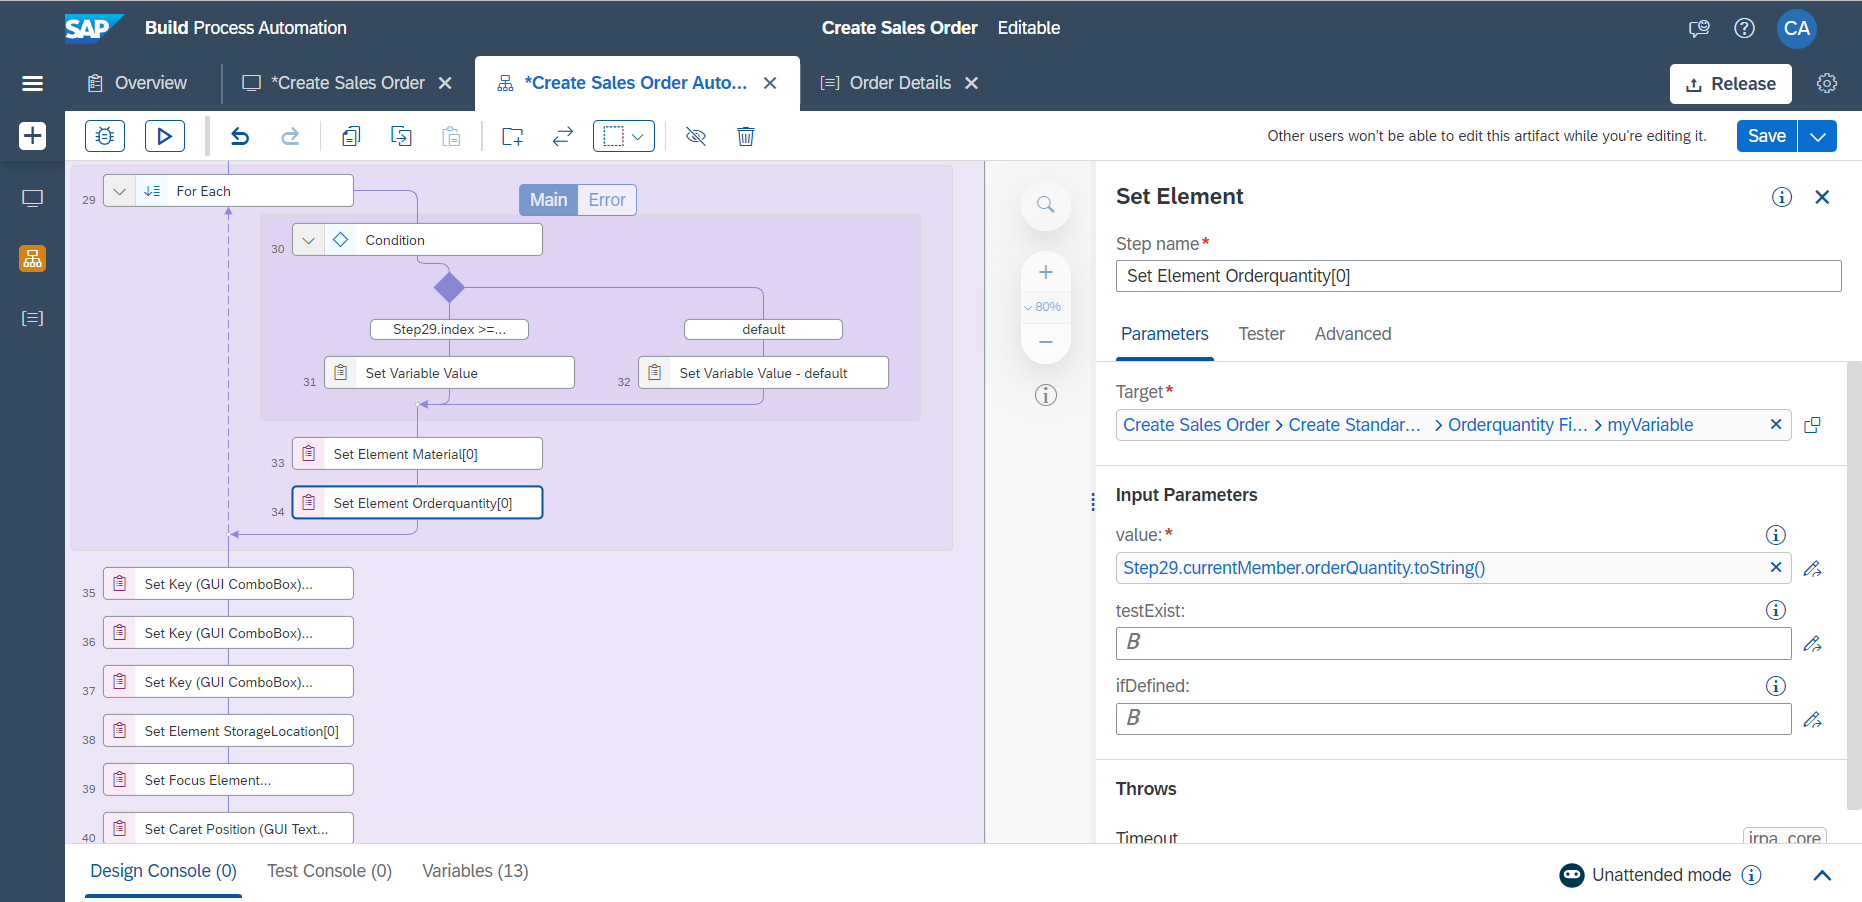 SAP Build Process Automation
Create Sales Order Editable
CA
Overview
*Create Sales Order
*Create Sales Order Auto...
Order Details
Release
Other users won't be able to edit this artifact while you're editing it.
Save
29 For Each
Main Error
30 Condition
Step29.index >=...
default
31 Set Variable Value
32 Set Variable Value - default
33 Set Element Material[0]
34 Set Element Orderquantity[0]
35 Set Key (GUI ComboBox)...
36 Set Key (GUI ComboBox)...
37 Set Key (GUI ComboBox)...
38 Set Element StorageLocation[0]
39 Set Focus Element...
40 Set Caret Position (GUI Text...
80%
Set Element
Step name*
Set Element Orderquantity[0]
Parameters Tester Advanced
Target*
Create Sales Order > Create Standar... > Orderquantity Fi... > myVariable
Input Parameters
value:*
Step29.currentMember.orderQuantity.toString()
testExist:
B
ifDefined:
B
Throws
Timeout irpa_core
Design Console (0) Test Console (0) Variables (13)
Unattended mode